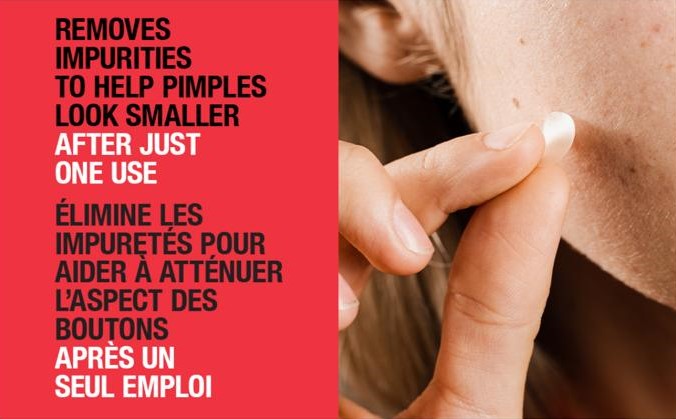 REMOVES
IMPURITIES
TO HELP PIMPLES
LOOK SMALLER
AFTER JUST
ONE USE
ÉLIMINE LES
IMPURETÉS POUR
AIDER À ATTÉNUER
L'ASPECT DES
BOUTONS
APRÈS UN
SEUL EMPLOI